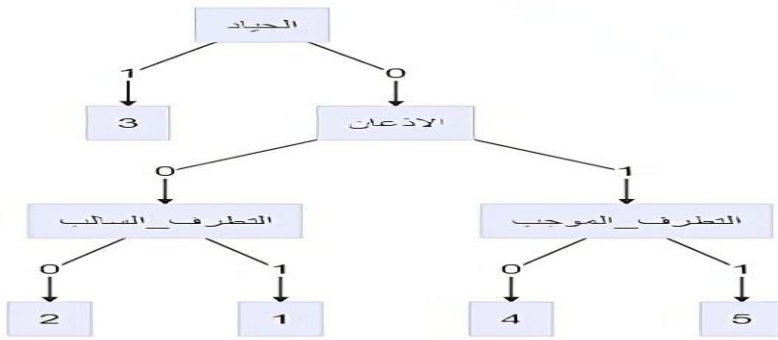 الحياد
1 0
3 الاذعان
0 1
التطرف_السالب التطرف_الموجب
0 1 0 1
2 1 4 5